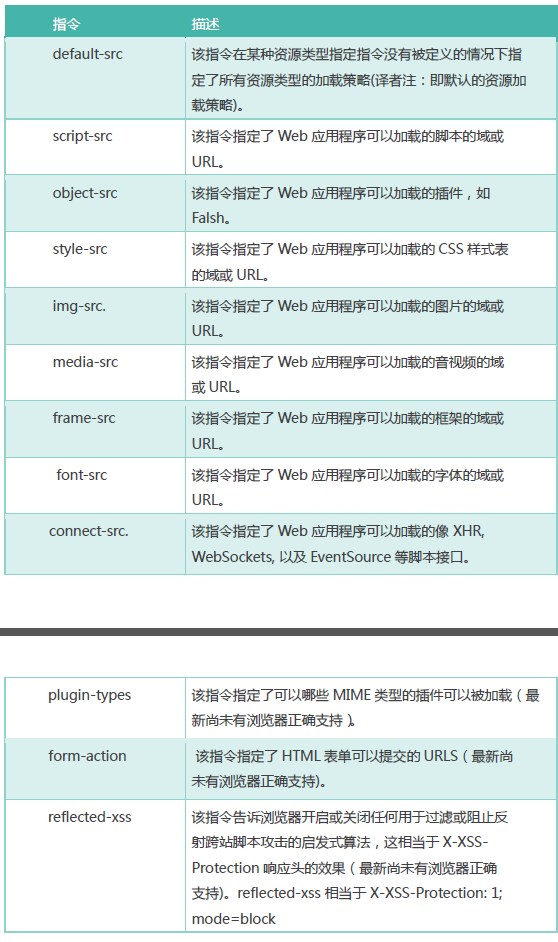 指令 描述
default-src 该指令在某种资源类型指定指令没有被定义的情况下指
定了所有资源类型的加载策略(译者注：即默认的资源加
载策略)。
script-src 该指令指定了 Web 应用程序可以加载的脚本的域或
URL。
object-src 该指令指定了 Web 应用程序可以加载的插件，如
Falsh。
style-src 该指令指定了 Web 应用程序可以加载的 CSS 样式表
的域或 URL。
img-src. 该指令指定了 Web 应用程序可以加载的图片的域或
URL。
media-src 该指令指定了 Web 应用程序可以加载的音视频的域
或 URL。
frame-src 该指令指定了 Web 应用程序可以加载的框架的域或
URL。
font-src 该指令指定了 Web 应用程序可以加载的字体的域或
URL。
connect-src. 该指令指定了 Web 应用程序可以加载的像 XHR,
WebSockets, 以及 EventSource 等脚本接口。
plugin-types 该指令指定了可以哪些 MIME 类型的插件可以被加载（最
新尚未有浏览器正确支持）。
form-action 该指令指定了 HTML 表单可以提交的 URLS（最新尚
未有浏览器正确支持)。
reflected-xss 该指令告诉浏览器开启或关闭任何用于过滤或阻止反
射跨站脚本攻击的启发式算法，这相当于 X-XSS-
Protection 响应头的效果（最新尚未有浏览器正确
支持)。reflected-xss 相当于 X-XSS-Protection: 1;
mode=block